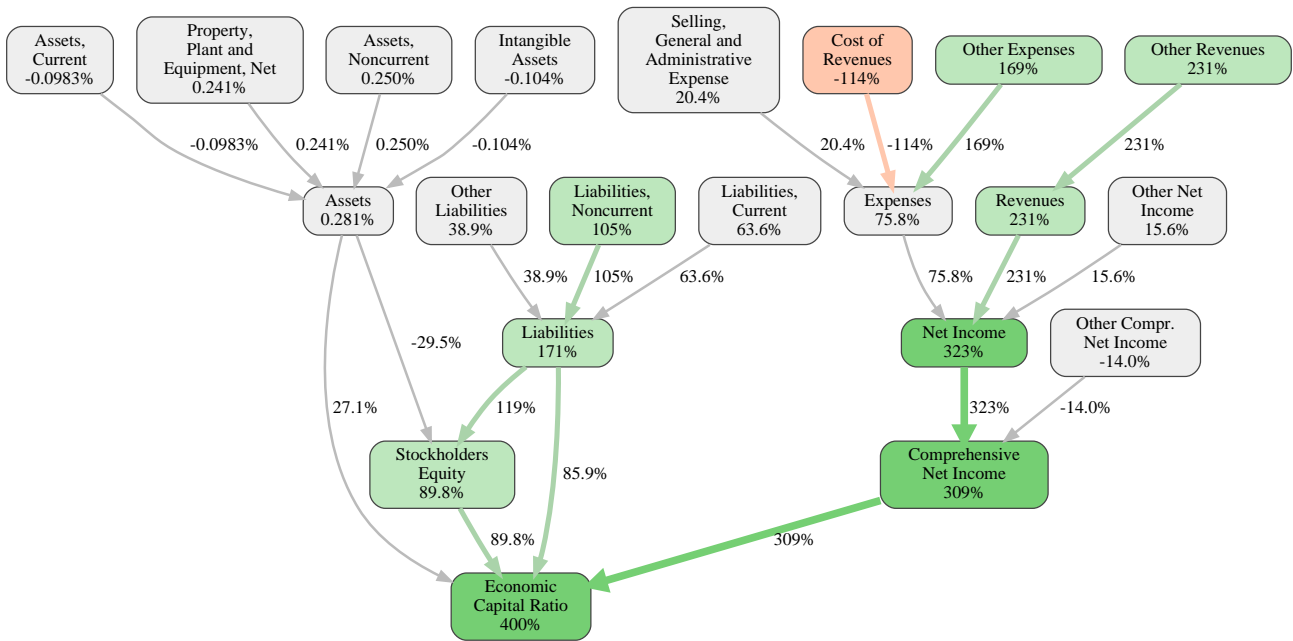 Assets,
Current
-0.0983%
Property,
Plant and
Equipment, Net
0.241%
Assets,
Noncurrent
0.250%
Intangible
Assets
-0.104%
Selling,
General and
Administrative
Expense
20.4%
Cost of
Revenues
-114%
Other Expenses
169%
Other Revenues
231%
-0.0983%
0.241%
0.250%
-0.104%
20.4%
-114%
169%
231%
Assets
0.281%
Other
Liabilities
38.9%
Liabilities,
Noncurrent
105%
Liabilities,
Current
63.6%
Expenses
75.8%
Revenues
231%
Other Net
Income
15.6%
38.9%
105%
63.6%
75.8%
231%
15.6%
-29.5%
Liabilities
171%
Net Income
323%
Other Compr.
Net Income
-14.0%
27.1%
119%
85.9%
323%
-14.0%
Stockholders
Equity
89.8%
Comprehensive
Net Income
309%
89.8%
309%
Economic
Capital Ratio
400%